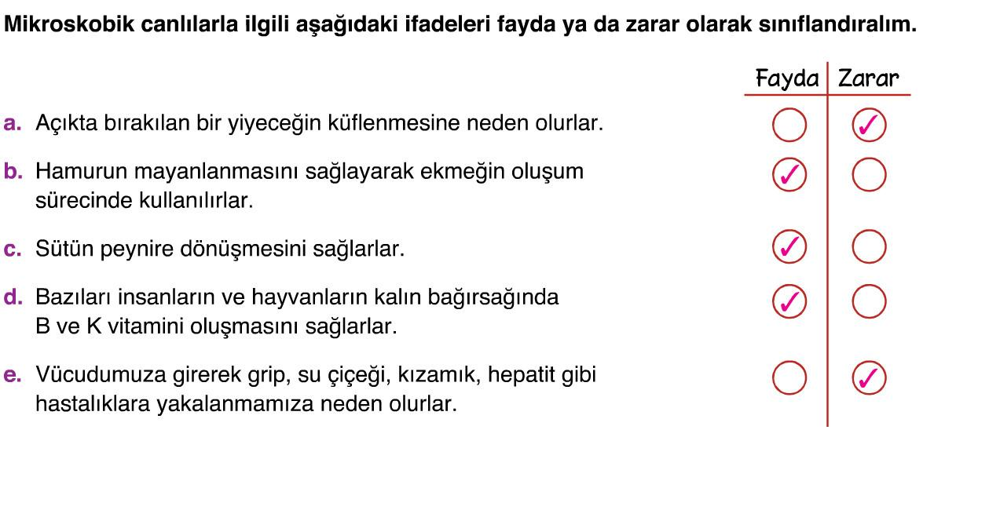 Mikroskobik canlılarla ilgili aşağıdaki ifadeleri fayda ya da zarar olarak sınıflandıralım.
Fayda Zarar
a. Açıkta bırakılan bir yiyeceğin küflenmesine neden olurlar.
b. Hamurun mayanlanmasını sağlayarak ekmeğin oluşum
sürecinde kullanılırlar.
c. Sütün peynire dönüşmesini sağlarlar.
d. Bazıları insanların ve hayvanların kalın bağırsağında
B ve K vitamini oluşmasını sağlarlar.
e. Vücudumuza girerek grip, su çiçeği, kızamık, hepatit gibi
hastalıklara yakalanmamıza neden olurlar.